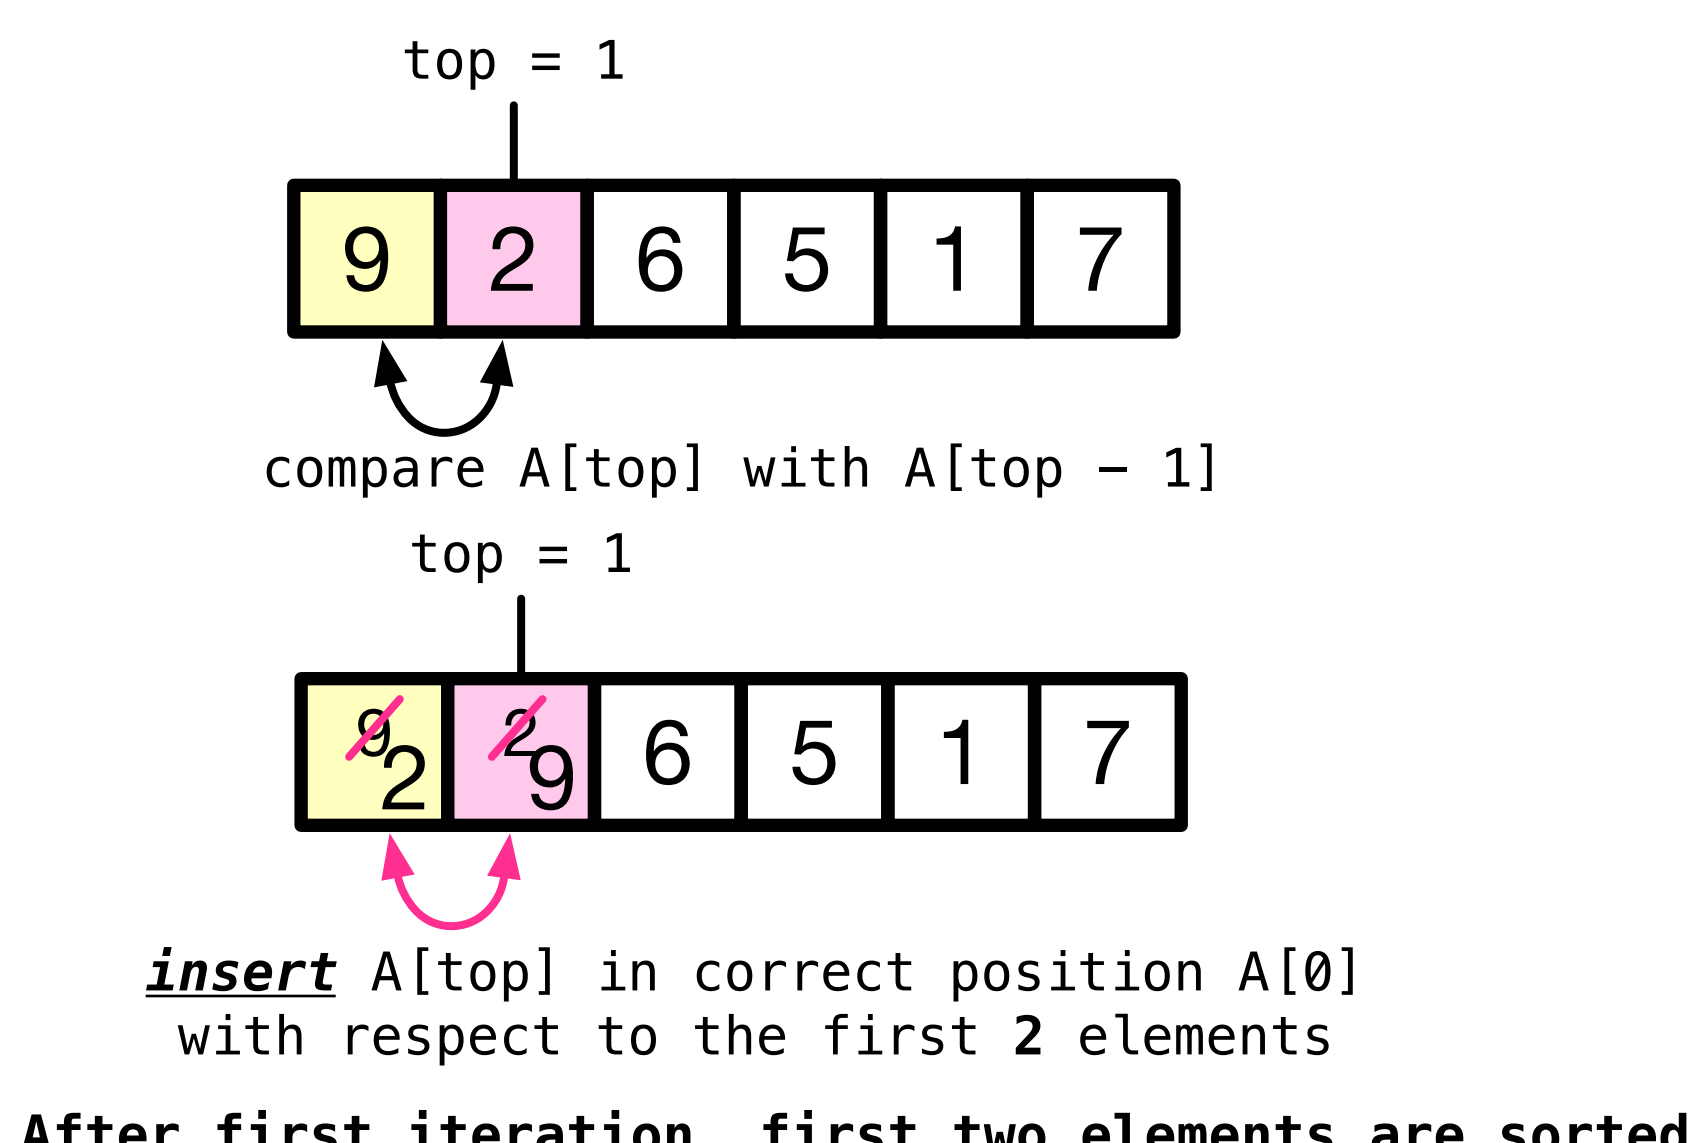 top = 1
9 2 6 5 1 7
compare A[top] with A[top − 1]
top = 1
9 2 2 9 6 5 1 7
insert A[top] in correct position A[0]
with respect to the first 2 elements
After first iteration, first two elements are sorted